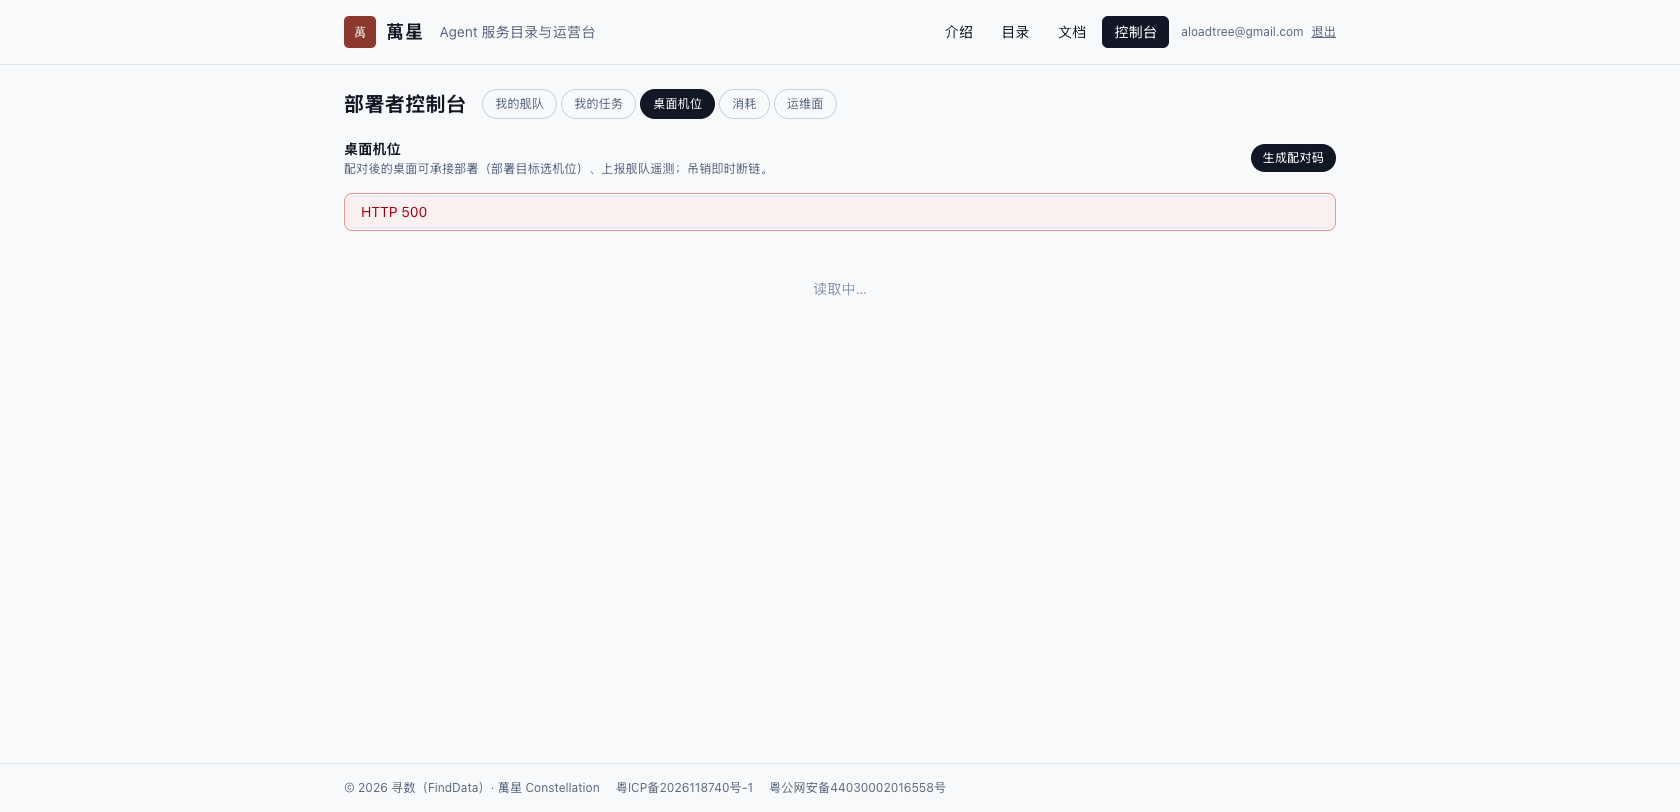 萬 萬星 Agent 服务目录与运营台 介绍 目录 文档 控制台 aloadtree@gmail.com 退出
部署者控制台 我的舰队 我的任务 桌面机位 消耗 运维面
桌面机位
配对後的桌面可承接部署（部署目标选机位）、上报舰队遥测；吊销即时断链。
生成配对码
HTTP 500
读取中…
© 2026 寻数（FindData）· 萬星 Constellation 粤ICP备2026118740号-1 粤公网安备44030002016558号